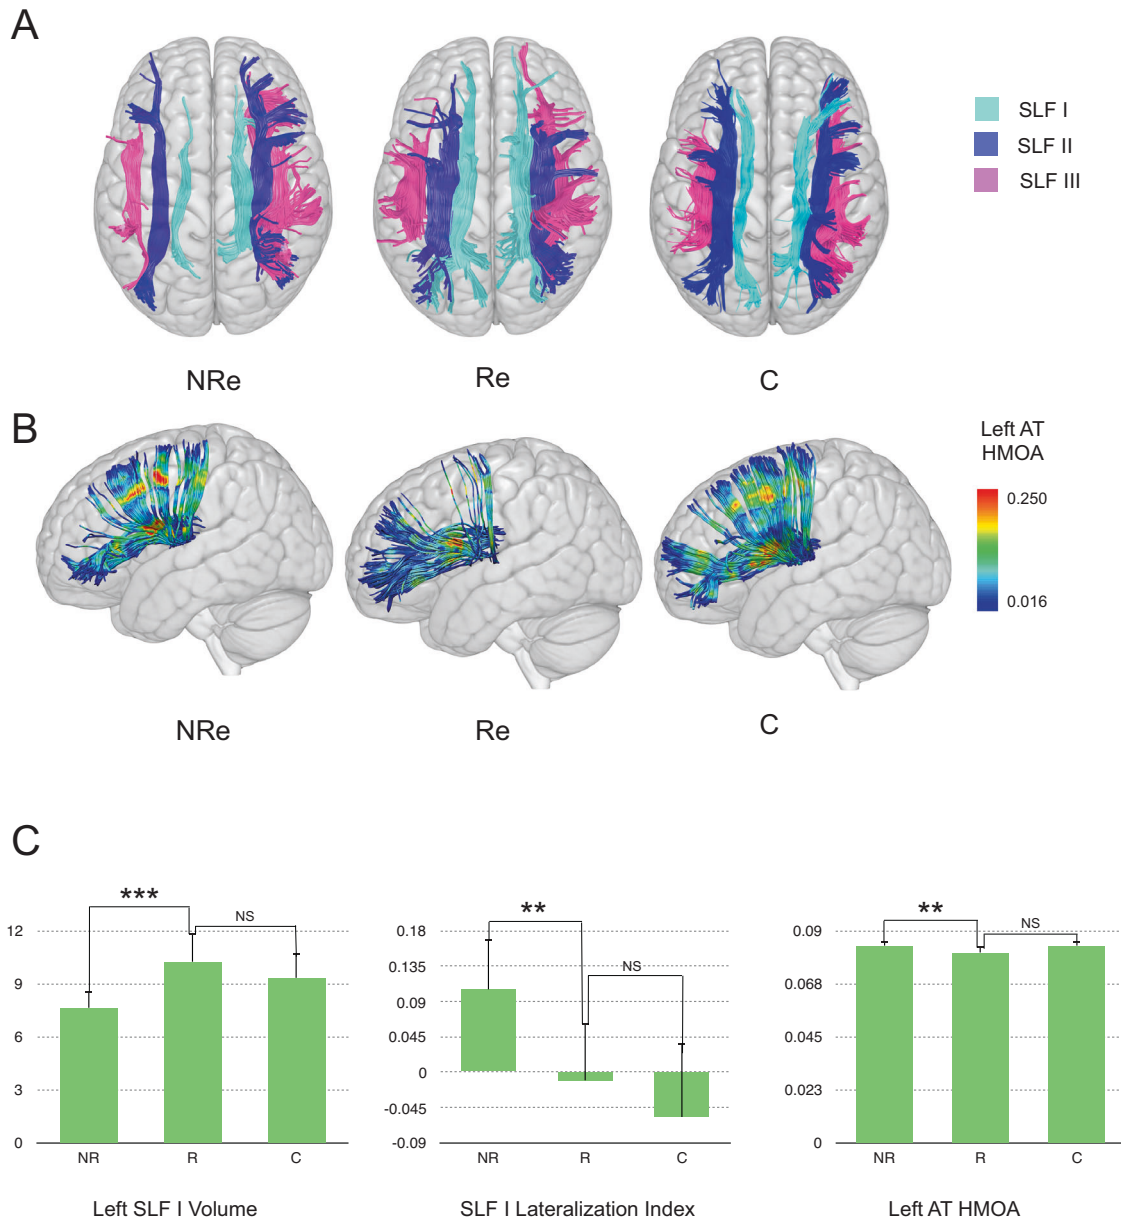 A
SLF I
SLF II
SLF III
NRe
Re
C
B
Left AT
HMOA
0.250
0.016
NRe
Re
C
C
***
NS
12
9
6
3
0
NR
R
C
Left SLF I Volume
**
NS
0.18
0.135
0.09
0.045
0
-0.045
-0.09
NR
R
C
SLF I Lateralization Index
**
NS
0.09
0.068
0.045
0.023
0
NR
R
C
Left AT HMOA